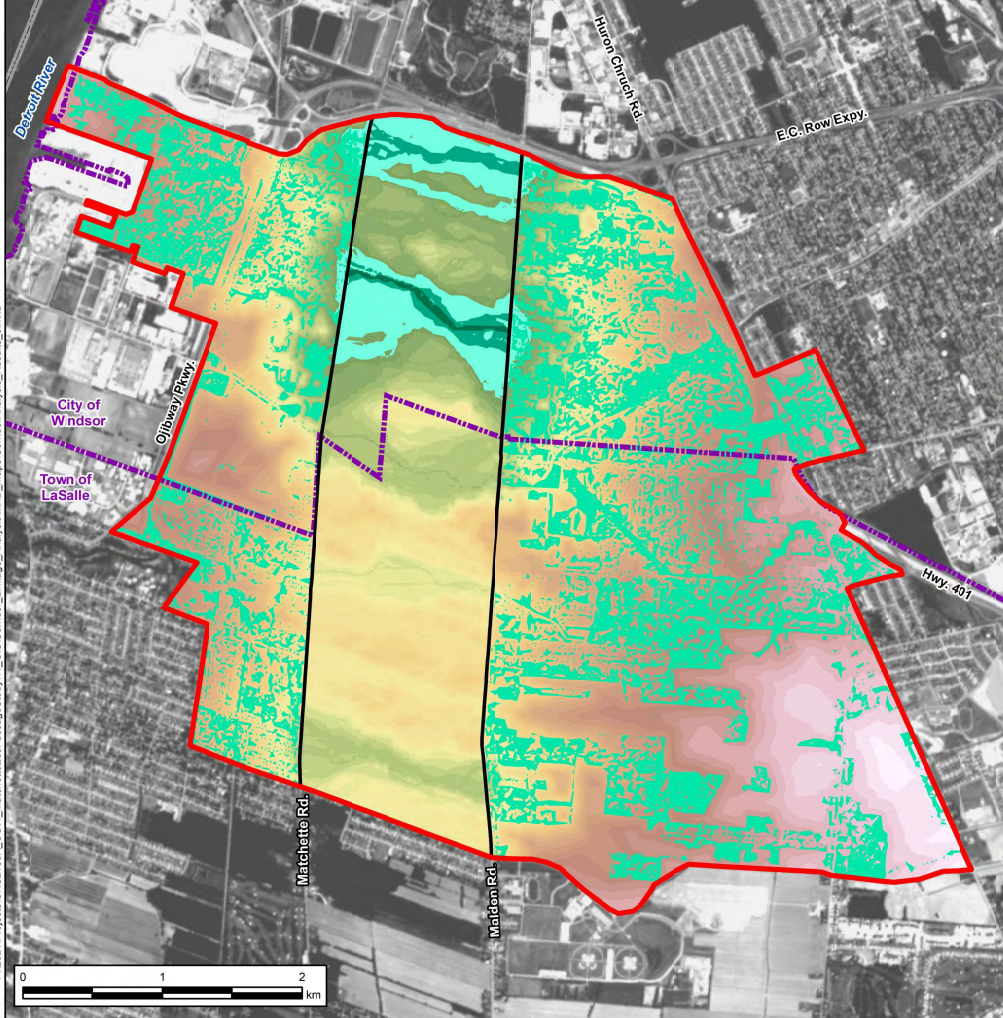 Huron Chruch Rd.
Detroit River
E.C. Row Expy.
Ojibway Pkwy.
City of
Windsor
Town of
LaSalle
Hwy. 401
Matchette Rd.
Maldon Rd.
0 1 2
km